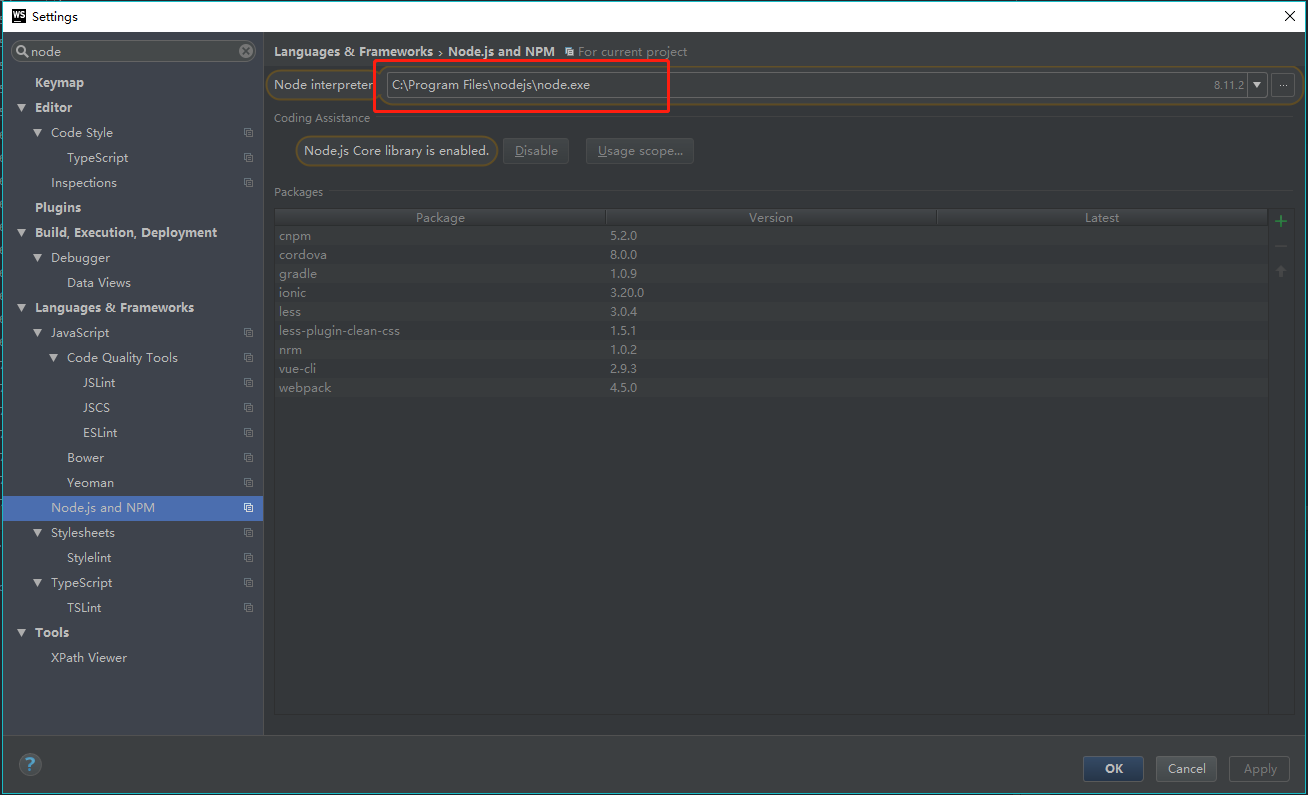 WS Settings
node
Keymap
Editor
Code Style
TypeScript
Inspections
Plugins
Build, Execution, Deployment
Debugger
Data Views
Languages & Frameworks
JavaScript
Code Quality Tools
JSLint
JSCS
ESLint
Bower
Yeoman
Node.js and NPM
Stylesheets
Stylelint
TypeScript
TSLint
Tools
XPath Viewer
Languages & Frameworks › Node.js and NPM For current project
Node interpreter C:\Program Files\nodejs\node.exe 8.11.2 ...
Coding Assistance
Node.js Core library is enabled. Disable Usage scope...
Packages
Package Version Latest
cnpm 5.2.0
cordova 8.0.0
gradle 1.0.9
ionic 3.20.0
less 3.0.4
less-plugin-clean-css 1.5.1
nrm 1.0.2
vue-cli 2.9.3
webpack 4.5.0
? OK Cancel Apply